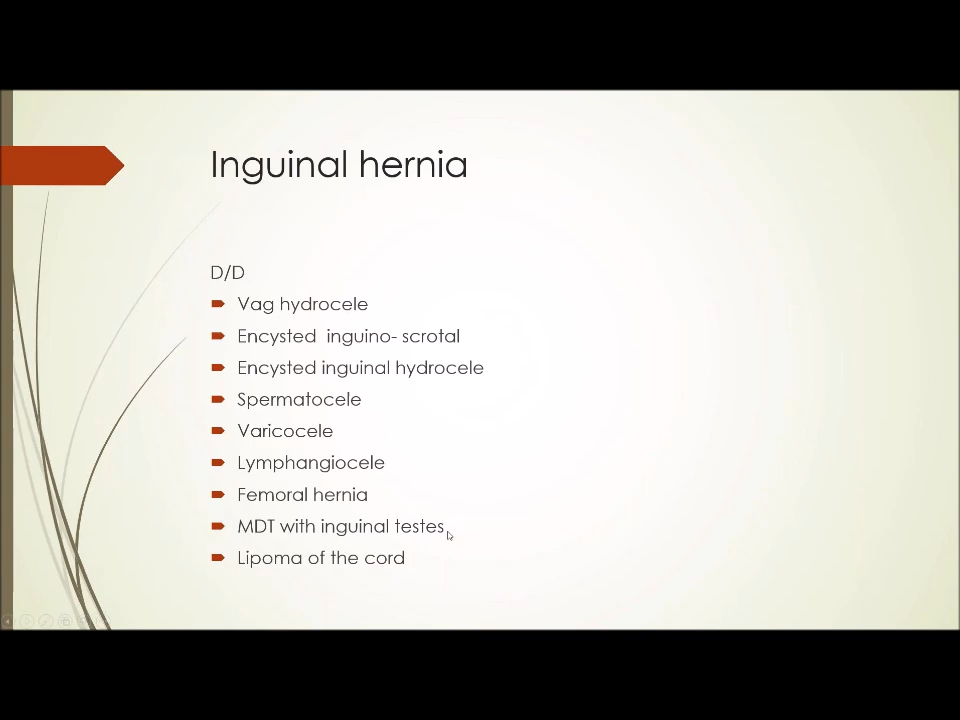 Inguinal hernia
D/D
Vag hydrocele
Encysted inguino- scrotal
Encysted inguinal hydrocele
Spermatocele
Varicocele
Lymphangiocele
Femoral hernia
MDT with inguinal testes
Lipoma of the cord